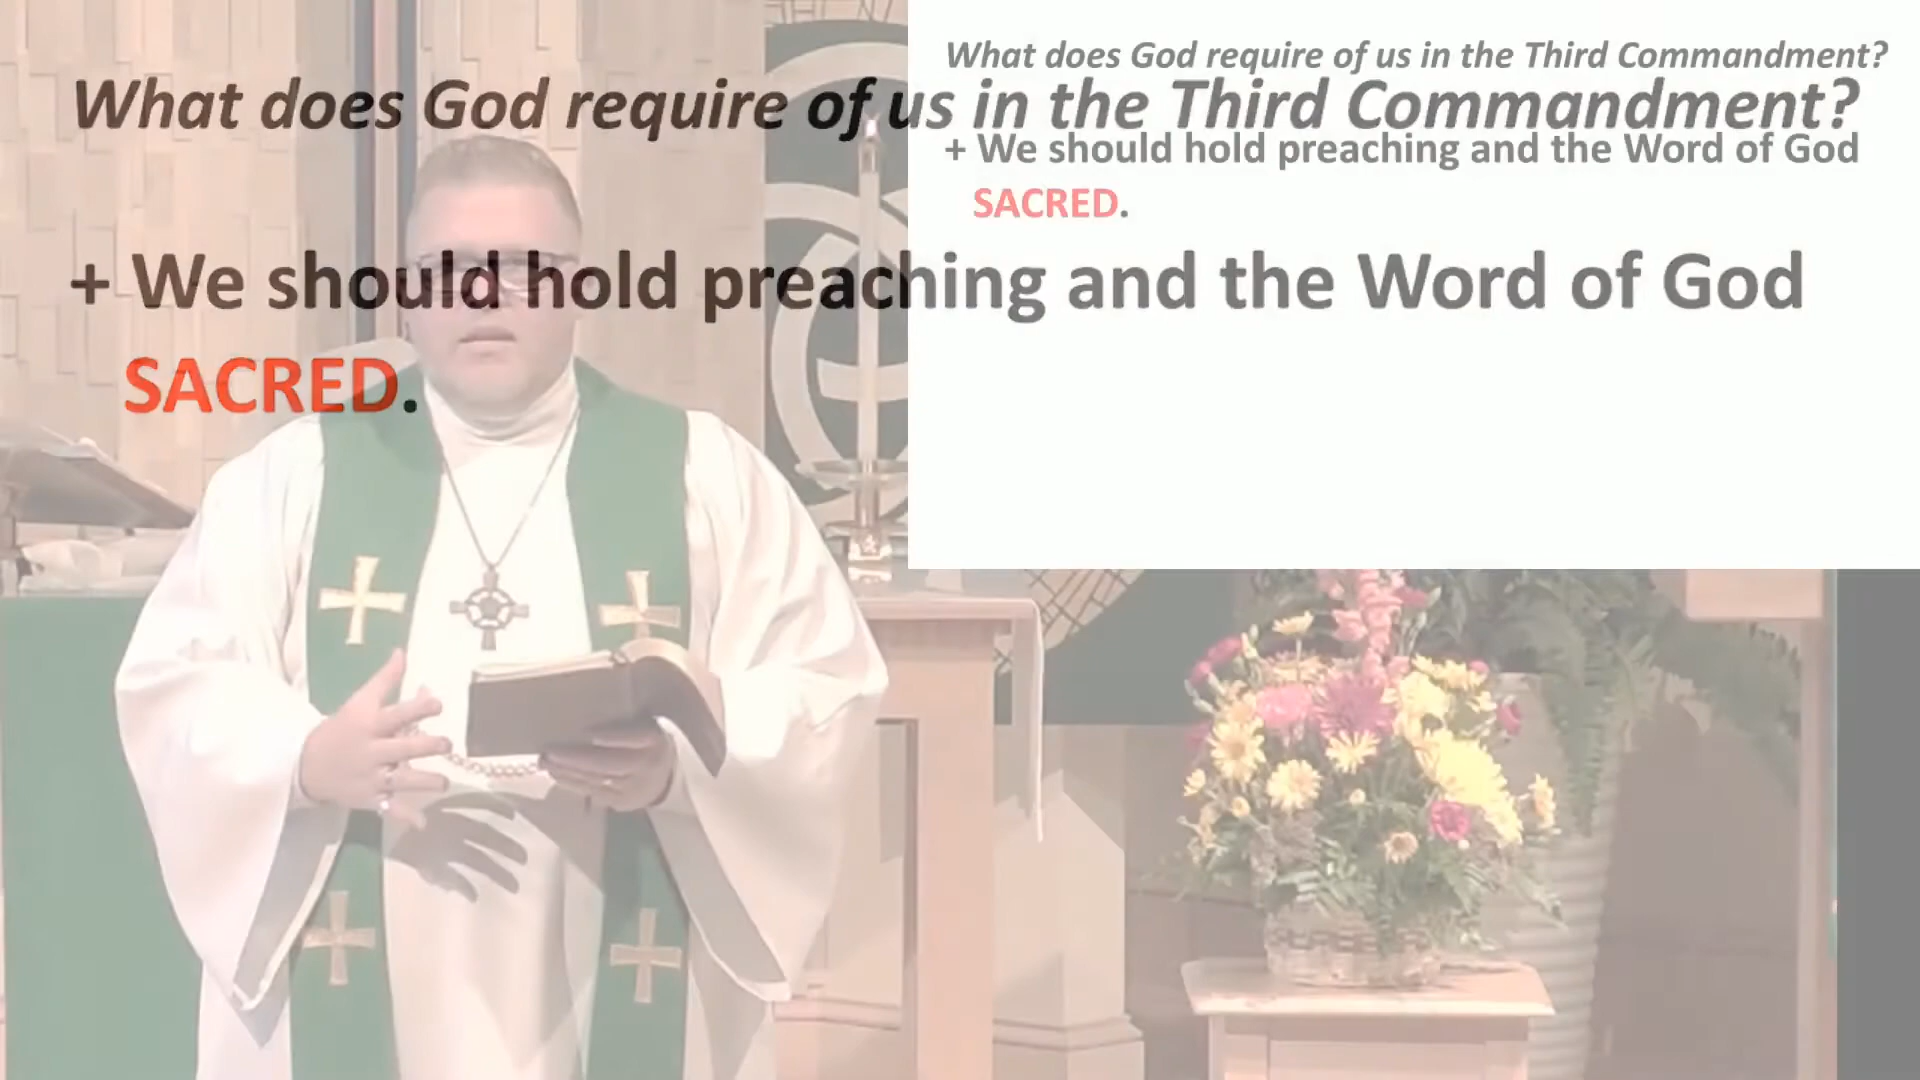 What does God require of us in the Third Commandment?
+ We should hold preaching and the Word of God
SACRED.
What does God require of us in the Third Commandment?
+ We should hold preaching and the Word of God
SACRED.